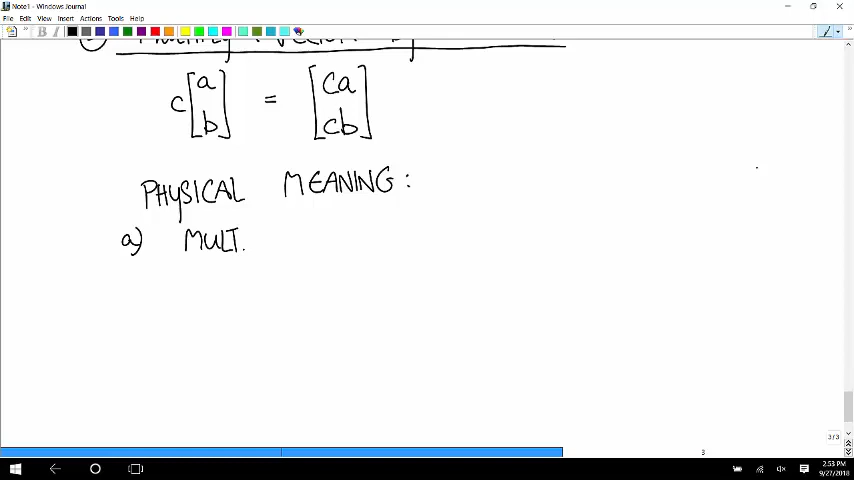 Note1 - Windows Journal
File Edit View Insert Actions Tools Help
c [a b] = [ca cb]
PHYSICAL MEANING:
a) MULT.
3/3
3
2:53 PM
9/27/2018